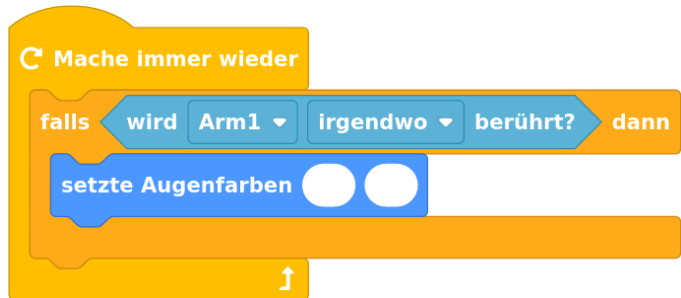 Mache immer wieder
falls wird Arm1 irgendwo berührt? dann
setzte Augenfarben